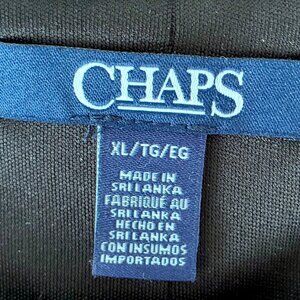 CHAPS
XL/TG/EG
MADE IN
SRI LANKA
FABRIQUÉ AU
SRI LANKA
HECHO EN
SRI LANKA
CON INSUMOS
IMPORTADOS